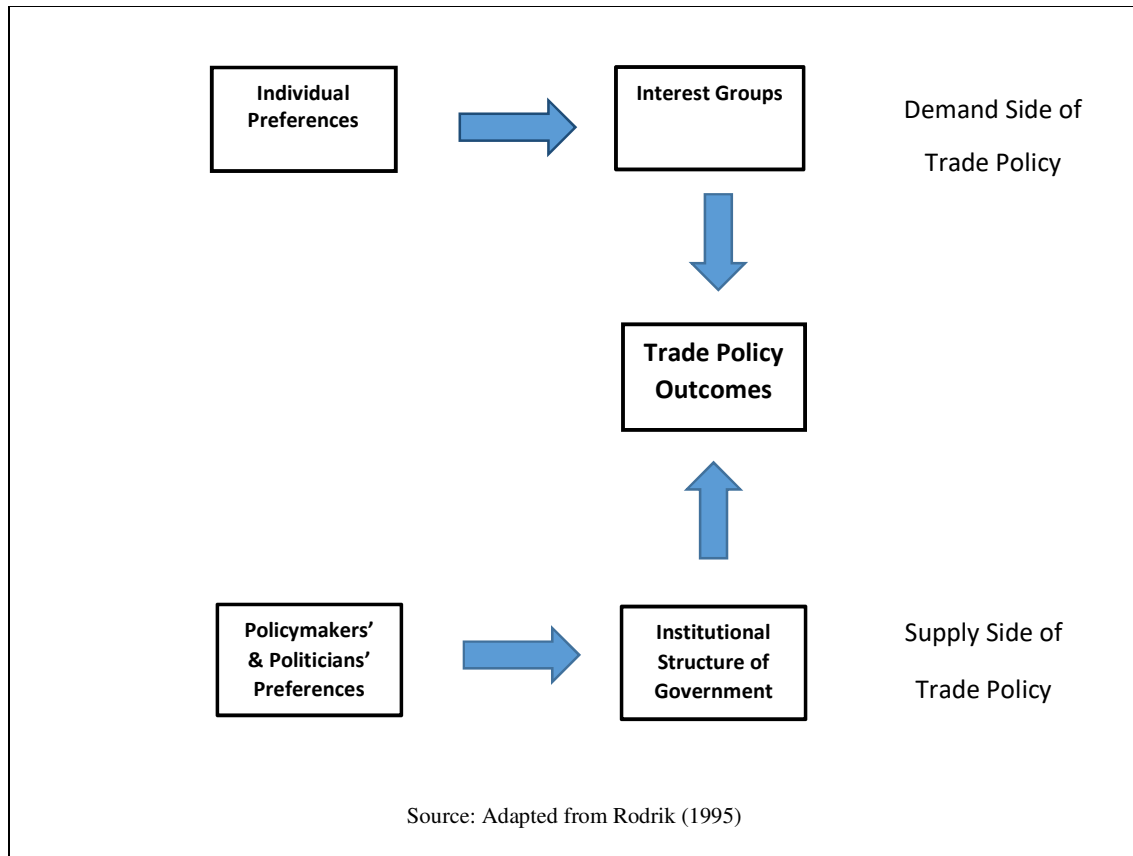 Individual
Preferences
Interest Groups
Demand Side of
Trade Policy
Trade Policy
Outcomes
Policymakers’
& Politicians’
Preferences
Institutional
Structure of
Government
Supply Side of
Trade Policy
Source: Adapted from Rodrik (1995)